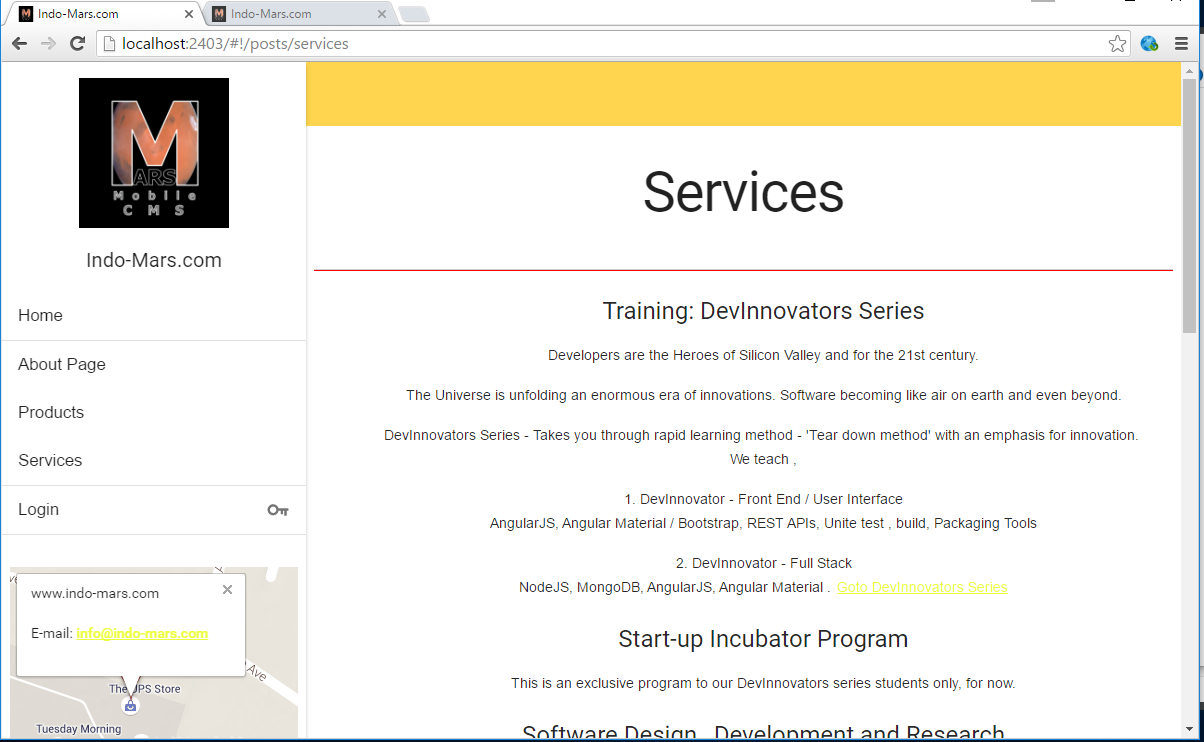 Indo-Mars.com
Indo-Mars.com
localhost:2403/#!/posts/services
M
ARS
Mobile
CMS
Indo-Mars.com
Home
About Page
Products
Services
Login
www.indo-mars.com
E-mail: info@indo-mars.com
Ave
The UPS Store
Tuesday Morning
Services
Training: DevInnovators Series
Developers are the Heroes of Silicon Valley and for the 21st century.
The Universe is unfolding an enormous era of innovations. Software becoming like air on earth and even beyond.
DevInnovators Series - Takes you through rapid learning method - 'Tear down method' with an emphasis for innovation.
We teach ,
1. DevInnovator - Front End / User Interface
AngularJS, Angular Material / Bootstrap, REST APIs, Unite test , build, Packaging Tools
2. DevInnovator - Full Stack
NodeJS, MongoDB, AngularJS, Angular Material . Goto DevInnovators Series
Start-up Incubator Program
This is an exclusive program to our DevInnovators series students only, for now.
Software Design , Development and Research